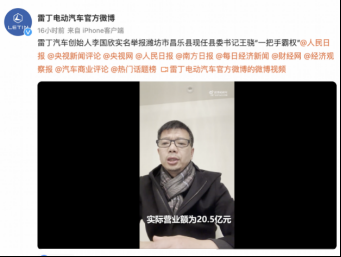 雷丁电动汽车官方微博
16小时前 来自 iPhone客户端
雷丁汽车创始人李国欣实名举报潍坊市昌乐县现任县委书记王骁“一把手霸权”@人民日
报 @央视新闻评论 @央视网 @人民日报 @南方日报 @每日经济新闻 @财经网 @经济观
察报 @汽车商业评论 @热门话题榜 雷丁电动汽车官方微博的微博视频
LETIN
实际营业额为20.5亿元